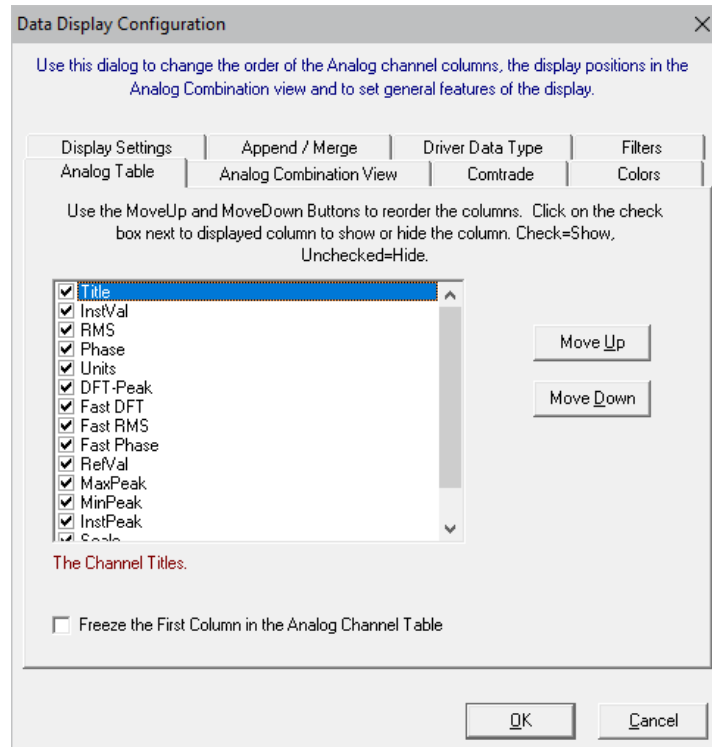 Data Display Configuration
Use this dialog to change the order of the Analog channel columns, the display positions in the
Analog Combination view and to set general features of the display.
Display Settings
Append / Merge
Driver Data Type
Filters
Analog Table
Analog Combination View
Comtrade
Colors
Use the MoveUp and MoveDown Buttons to reorder the columns. Click on the check
box next to displayed column to show or hide the column. Check=Show,
Unchecked=Hide.
Title
InstVal
RMS
Phase
Units
DFT-Peak
Fast DFT
Fast RMS
Fast Phase
RefVal
MaxPeak
MinPeak
InstPeak
Scale
Move Up
Move Down
The Channel Titles.
Freeze the First Column in the Analog Channel Table
OK
Cancel